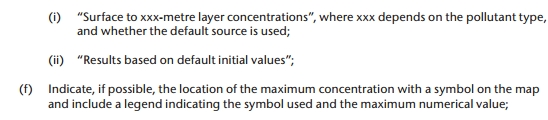 (i) “Surface to xxx-metre layer concentrations”, where xxx depends on the pollutant type,
and whether the default source is used;
(ii) “Results based on default initial values”;
(f) Indicate, if possible, the location of the maximum concentration with a symbol on the map
and include a legend indicating the symbol used and the maximum numerical value;